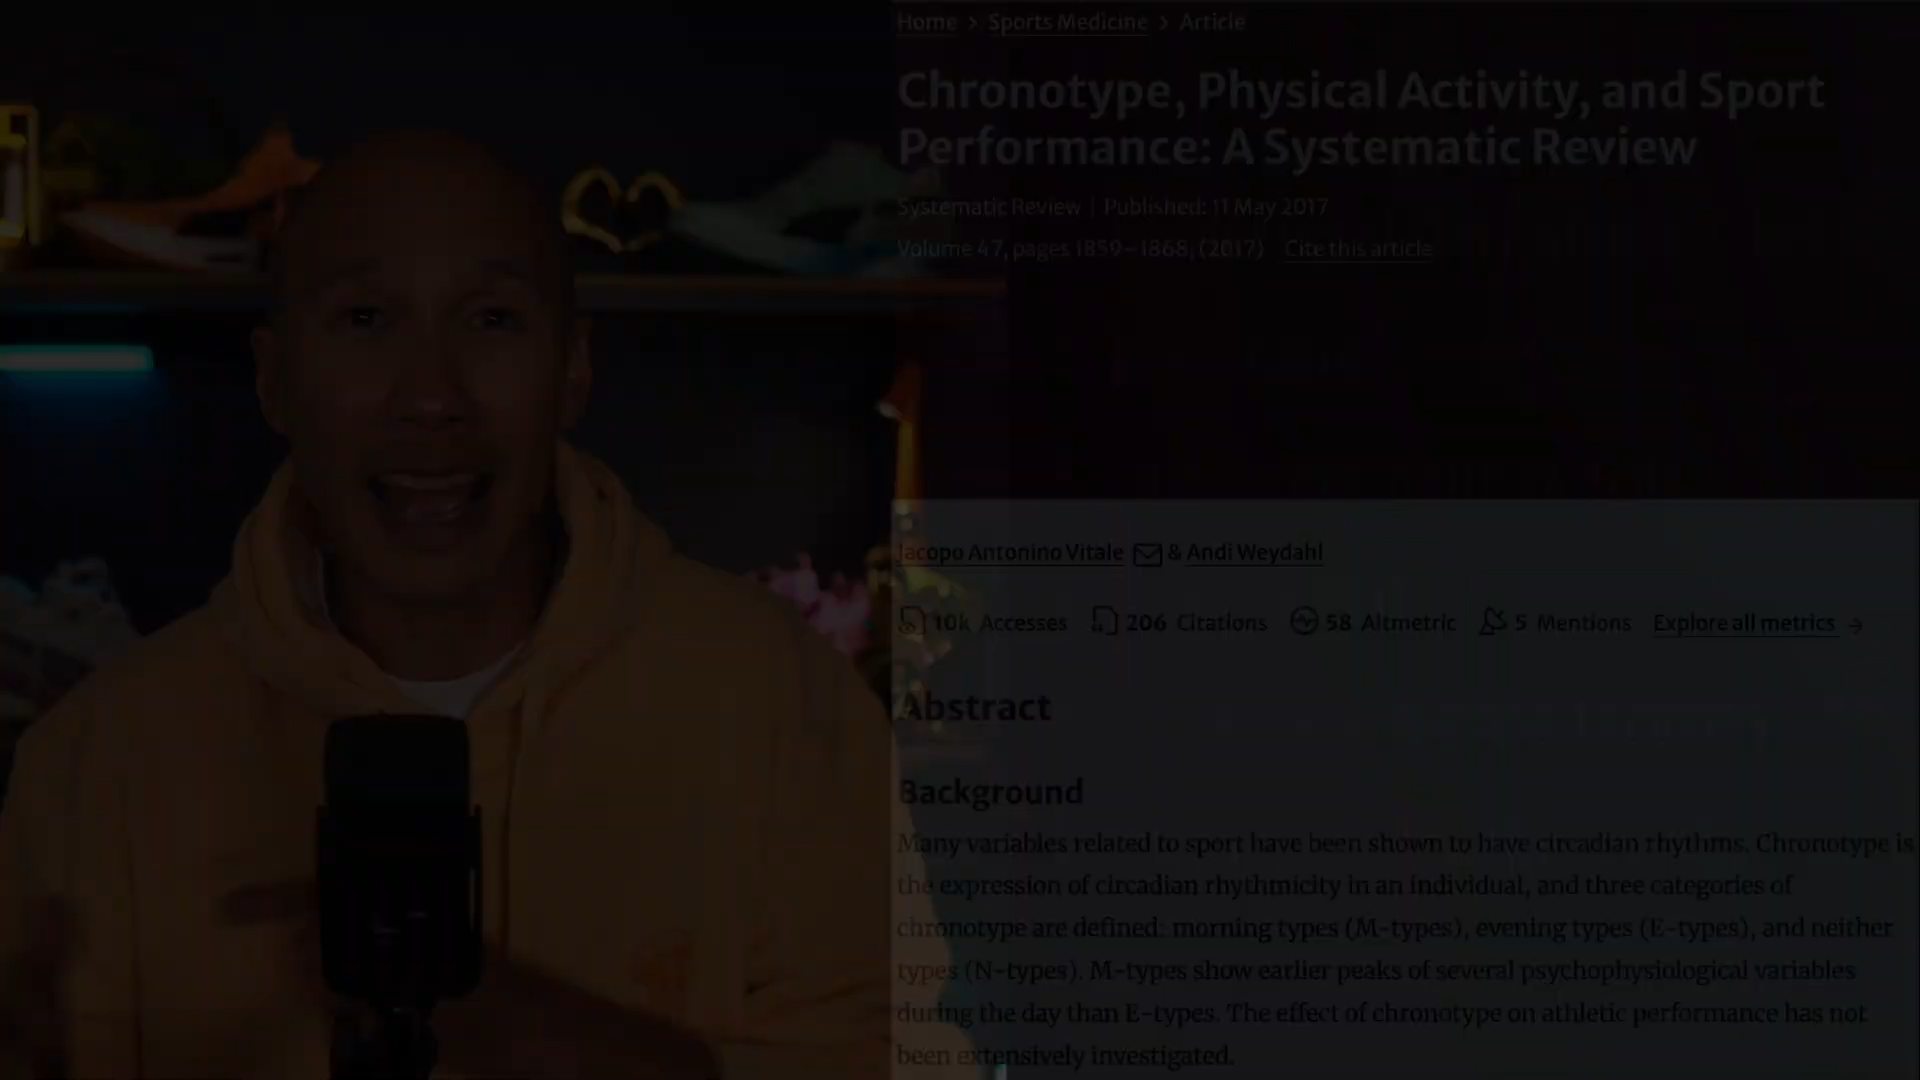 Home > Sports Medicine > Article
Chronotype, Physical Activity, and Sport
Performance: A Systematic Review
Systematic Review | Published: 11 May 2017
Volume 47, pages 1859–1868, (2017) Cite this article
Jacopo Antonino Vitale & Andi Weydahl
10k Accesses 206 Citations 58 Altmetric 5 Mentions Explore all metrics →
Abstract
Background
Many variables related to sport have been shown to have circadian rhythms. Chronotype is
the expression of circadian rhythmicity in an individual, and three categories of
chronotype are defined: morning types (M-types), evening types (E-types), and neither
types (N-types). M-types show earlier peaks of several psychophysiological variables
during the day than E-types. The effect of chronotype on athletic performance has not
been extensively investigated.